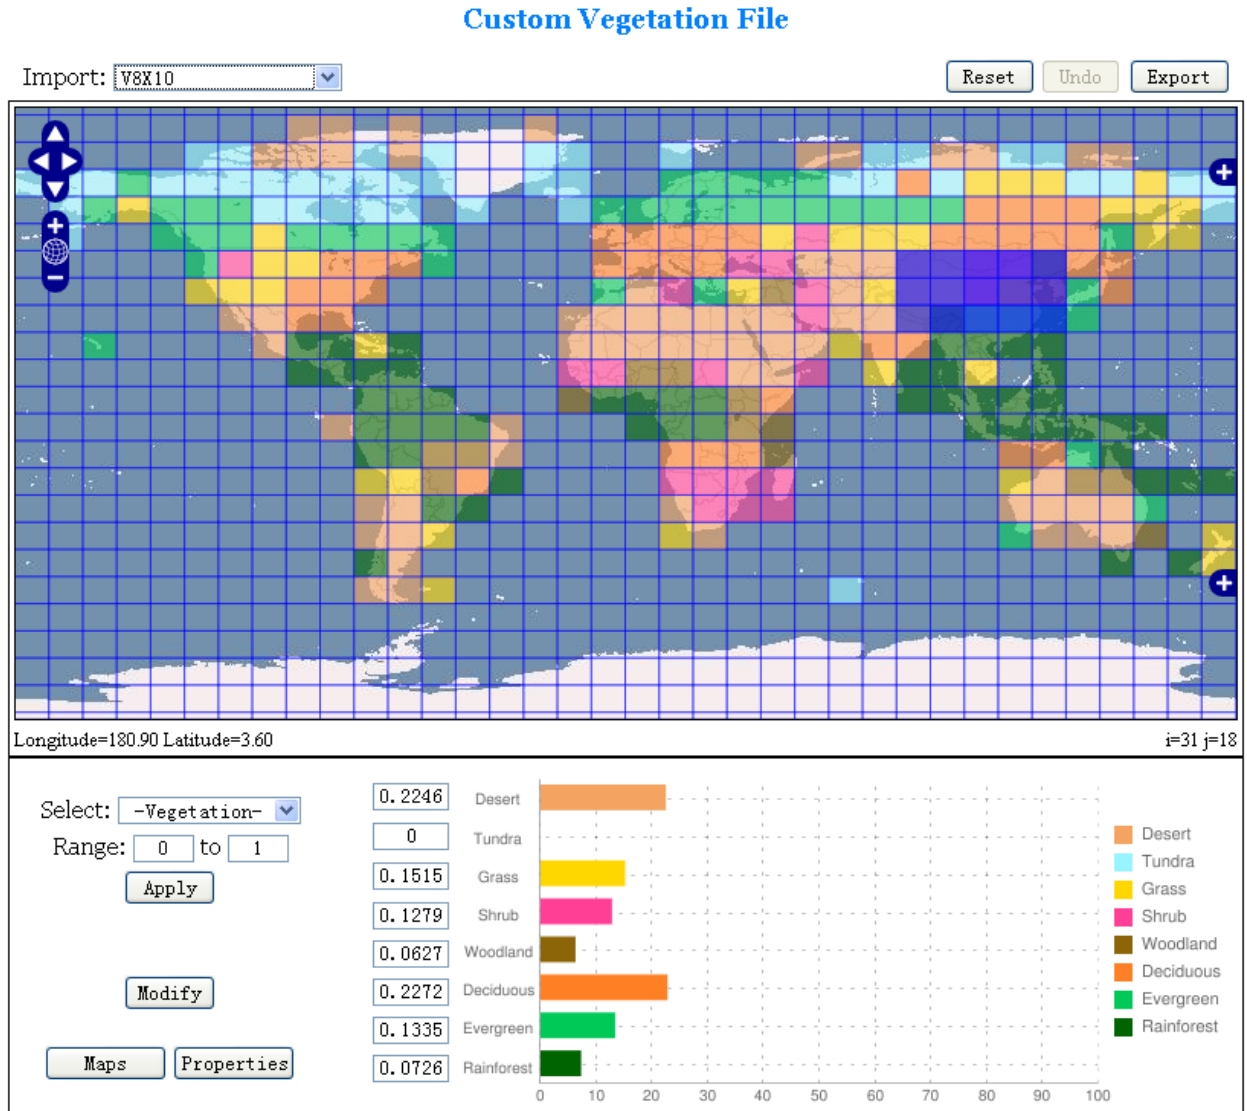 Custom Vegetation File
Import: V8X10 Reset Undo Export
Longitude=180.90 Latitude=3.60 i=31 j=18
Select: -Vegetation-
Range: 0 to 1
Apply
Modify
Maps Properties
0.2246 Desert
0 Tundra
0.1515 Grass
0.1279 Shrub
0.0627 Woodland
0.2272 Deciduous
0.1335 Evergreen
0.0726 Rainforest
0 10 20 30 40 50 60 70 80 90 100
Desert
Tundra
Grass
Shrub
Woodland
Deciduous
Evergreen
Rainforest